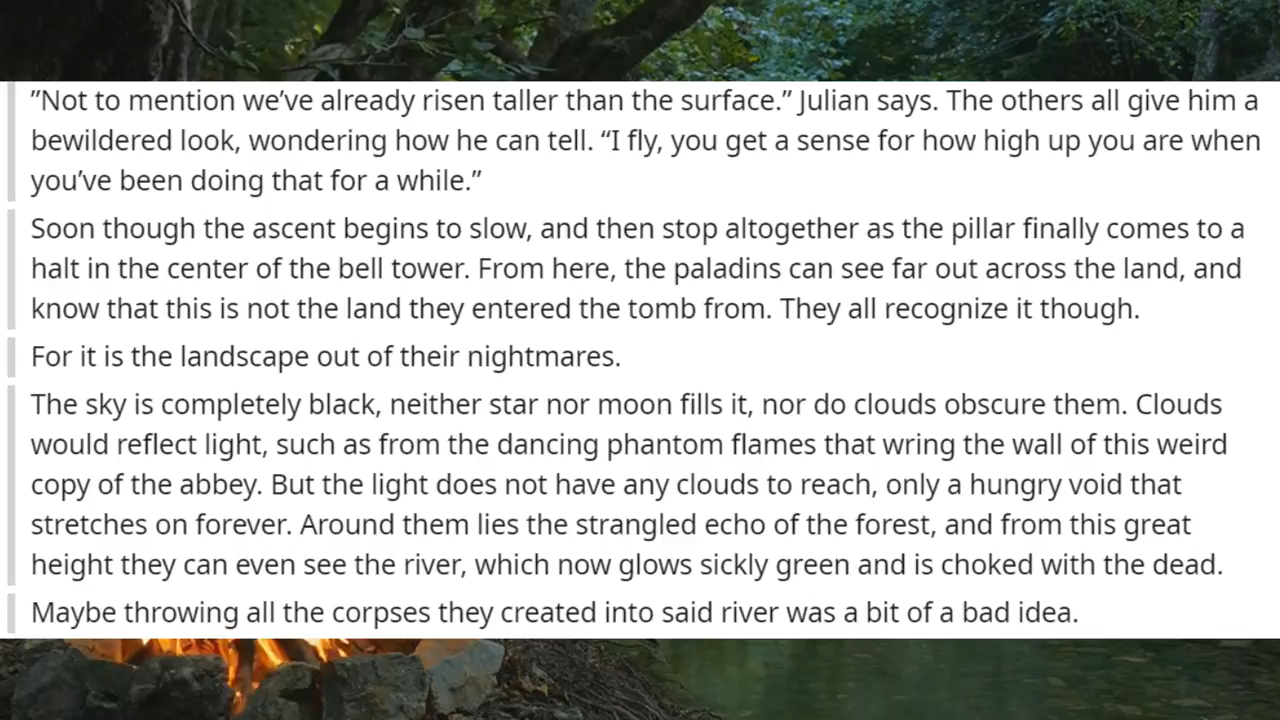 ”Not to mention we’ve already risen taller than the surface.” Julian says. The others all give him a
bewildered look, wondering how he can tell. “I fly, you get a sense for how high up you are when
you’ve been doing that for a while.”
Soon though the ascent begins to slow, and then stop altogether as the pillar finally comes to a
halt in the center of the bell tower. From here, the paladins can see far out across the land, and
know that this is not the land they entered the tomb from. They all recognize it though.
For it is the landscape out of their nightmares.
The sky is completely black, neither star nor moon fills it, nor do clouds obscure them. Clouds
would reflect light, such as from the dancing phantom flames that wring the wall of this weird
copy of the abbey. But the light does not have any clouds to reach, only a hungry void that
stretches on forever. Around them lies the strangled echo of the forest, and from this great
height they can even see the river, which now glows sickly green and is choked with the dead.
Maybe throwing all the corpses they created into said river was a bit of a bad idea.